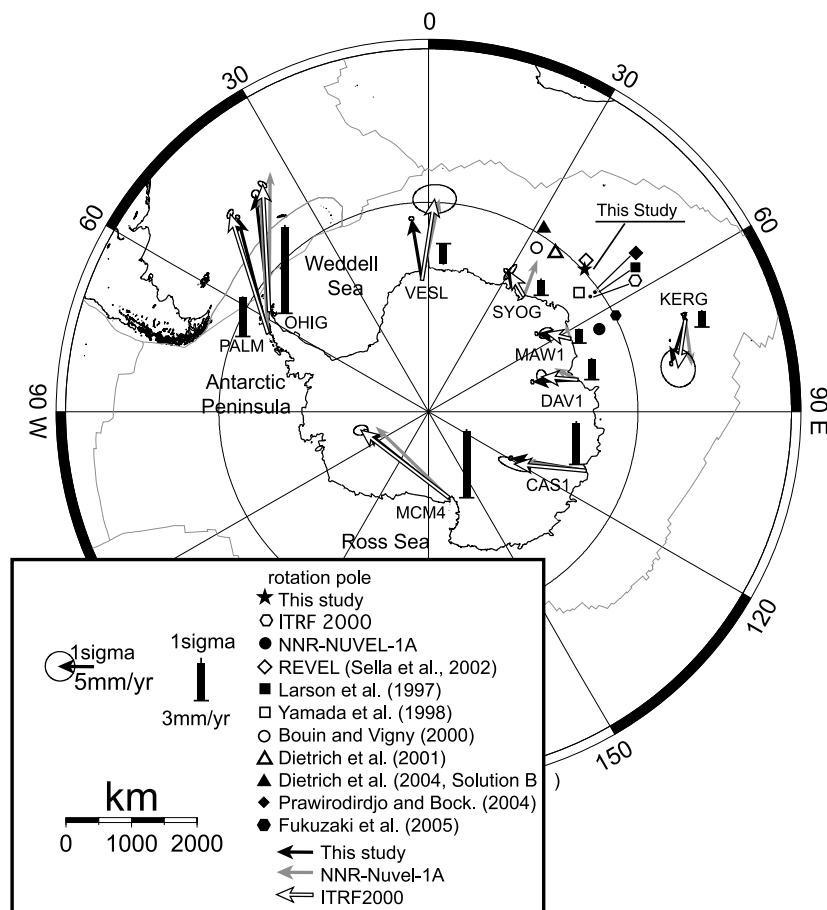 0
30
30
60
60
This Study
Weddell
Sea
VESL
SYOG
KERG
OHIG
PALM
MAW1
Antarctic
Peninsula
DAV1
90 W
90 E
CAS1
MCM4
Ross Sea
120
150
rotation pole
This study
ITRF 2000
NNR-NUVEL-1A
REVEL (Sella et al., 2002)
Larson et al. (1997)
Yamada et al. (1998)
Bouin and Vigny (2000)
Dietrich et al. (2001)
Dietrich et al. (2004, Solution B )
Prawirodirdjo and Bock. (2004)
Fukuzaki et al. (2005)
This study
NNR-Nuvel-1A
ITRF2000
1sigma
5mm/yr
1sigma
3mm/yr
km
0 1000 2000